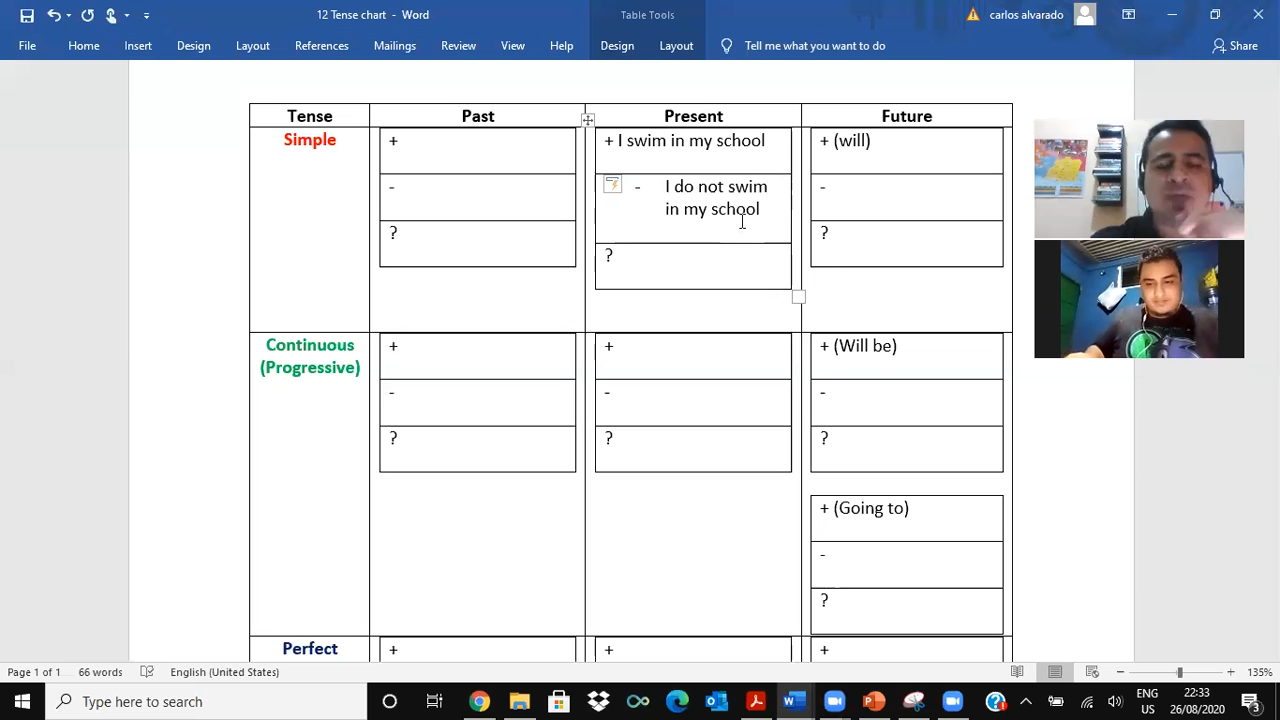 12 Tense chart - Word
Table Tools
carlos alvarado
File Home Insert Design Layout References Mailings Review View Help Design Layout Tell me what you want to do Share
Tense Past Present Future
Simple
+
-
?
+ I swim in my school
- I do not swim
in my school
?
+ (will)
-
?
Continuous
(Progressive)
+
-
?
+
-
?
+ (Will be)
-
?
+ (Going to)
-
?
Perfect + + +
Page 1 of 1 66 words English (United States) 135%
Type here to search
ENG
US
22:33
26/08/2020
3